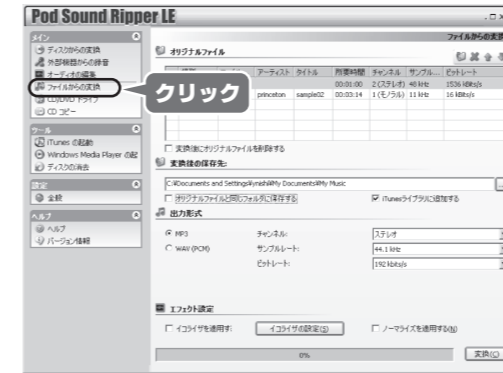 Pod Sound Ripper LE
ファイルからの変換
メイン
ディスクからの変換
外部機器からの録音
オーディオの編集
ファイルからの変換
CD/DVD ドライブ
CD コピー
クリック
ツール
iTunes の起動
Windows Media Player の起
ディスクの消去
設定
全般
ヘルプ
ヘルプ
バージョン情報
オリジナルファイル
アーティスト タイトル 所要時間 チャンネル サンプル... ビットレート
00:01:00 2 (ステレオ) 48 kHz 1536 kBits/s
princeton sample02 00:03:14 1 (モノラル) 11 kHz 16 kBits/s
変換後にオリジナルファイルを削除する
変換後の保存先:
C:¥Documents and Settings¥ynishi¥My Documents¥My Music
オリジナルファイルと同じフォルダに保存する iTunesライブラリに追加する
出力形式
MP3 チャンネル: ステレオ
WAV (PCM) サンプルレート: 44.1 kHz
ビットレート: 192 kbits/s
エフェクト設定
イコライザを適用す: イコライザの設定(S) ノーマライズを適用する(N)
0% 変換(C)